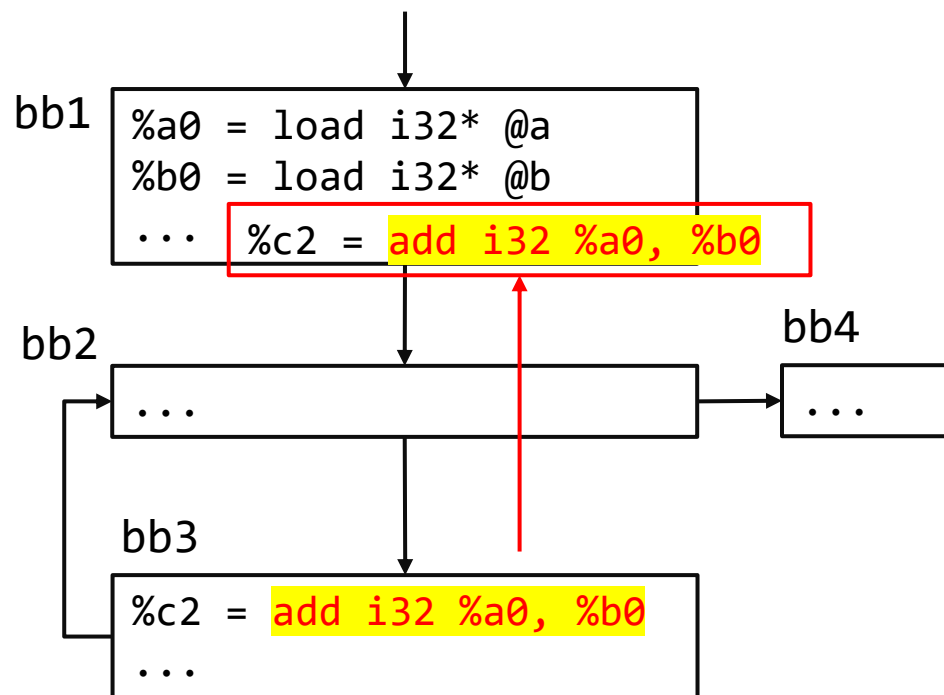 bb1
%a0 = load i32* @a
%b0 = load i32* @b
... %c2 = add i32 %a0, %b0
bb2
...
bb4
...
bb3
%c2 = add i32 %a0, %b0
...